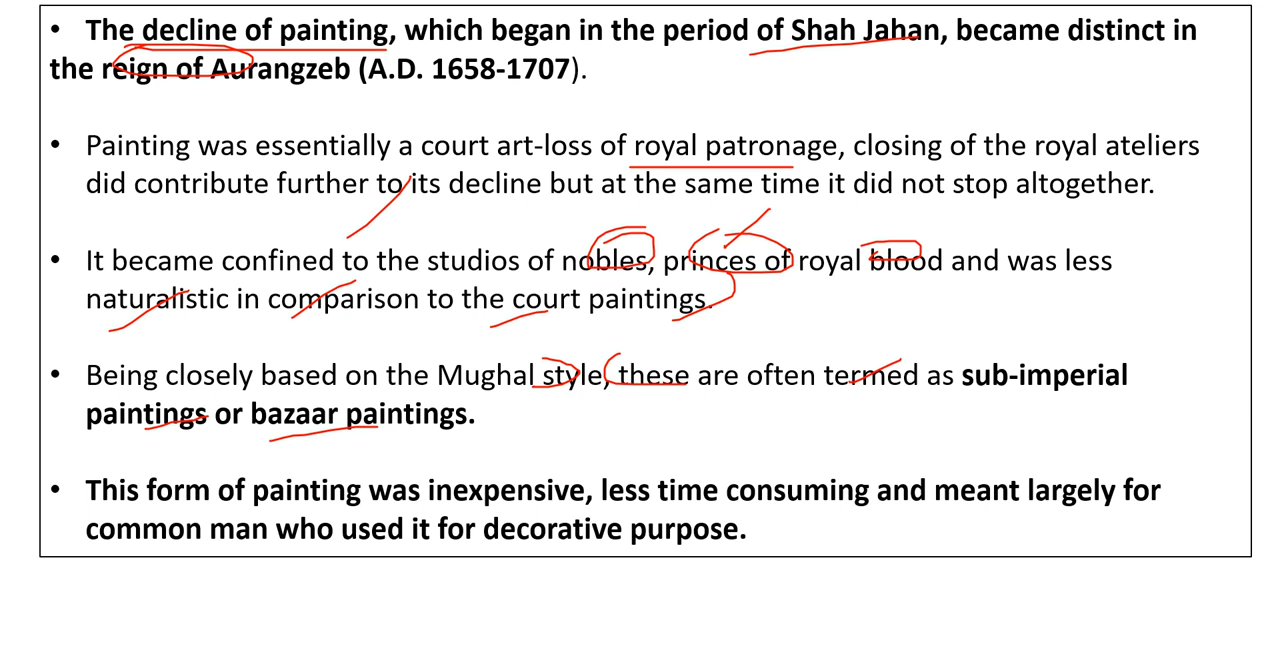 • The decline of painting, which began in the period of Shah Jahan, became distinct in
the reign of Aurangzeb (A.D. 1658-1707).
• Painting was essentially a court art-loss of royal patronage, closing of the royal ateliers
did contribute further to its decline but at the same time it did not stop altogether.
• It became confined to the studios of nobles, princes of royal blood and was less
naturalistic in comparison to the court paintings.
• Being closely based on the Mughal style, these are often termed as sub-imperial
paintings or bazaar paintings.
• This form of painting was inexpensive, less time consuming and meant largely for
common man who used it for decorative purpose.